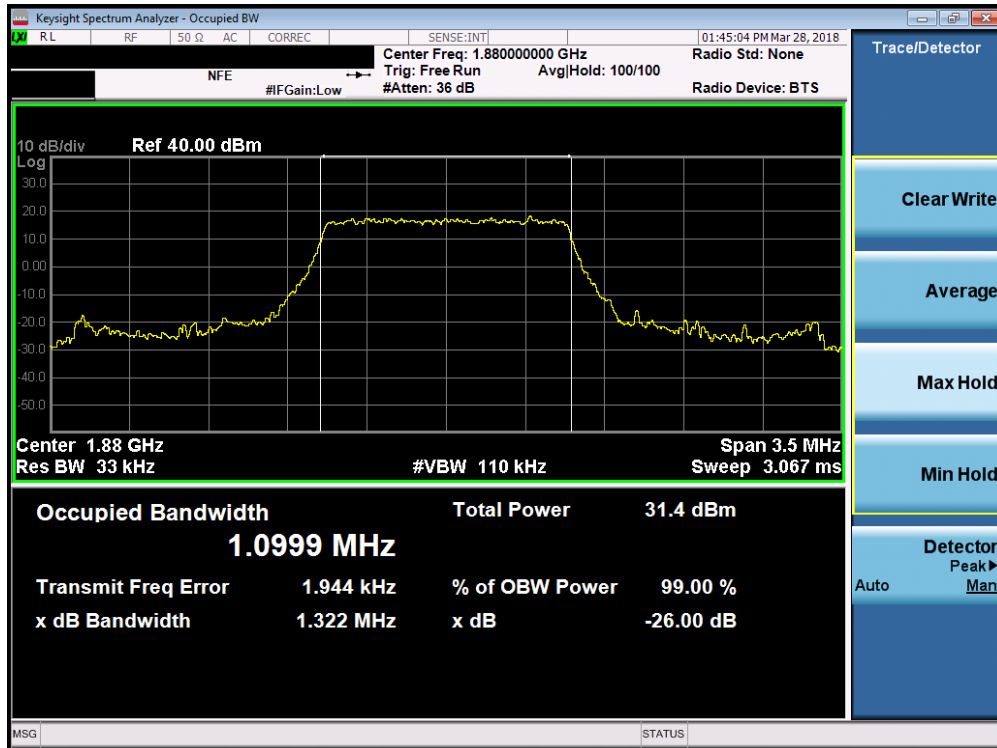 Keysight Spectrum Analyzer - Occupied BW
LXI RL RF 50 Ω AC CORREC SENSE:INT 01:45:04 PM Mar 28, 2018
Center Freq: 1.880000000 GHz Radio Std: None
NFE Trig: Free Run Avg|Hold: 100/100
#IFGain:Low #Atten: 36 dB Radio Device: BTS
Trace/Detector
10 dB/div Ref 40.00 dBm
Log
30.0
20.0
10.0
0.00
-10.0
-20.0
-30.0
-40.0
-50.0
Center 1.88 GHz Span 3.5 MHz
Res BW 33 kHz #VBW 110 kHz Sweep 3.067 ms
Occupied Bandwidth Total Power 31.4 dBm
1.0999 MHz
Transmit Freq Error 1.944 kHz % of OBW Power 99.00 %
x dB Bandwidth 1.322 MHz x dB -26.00 dB
Clear Write
Average
Max Hold
Min Hold
Detector
Peak▶
Auto Man
MSG STATUS